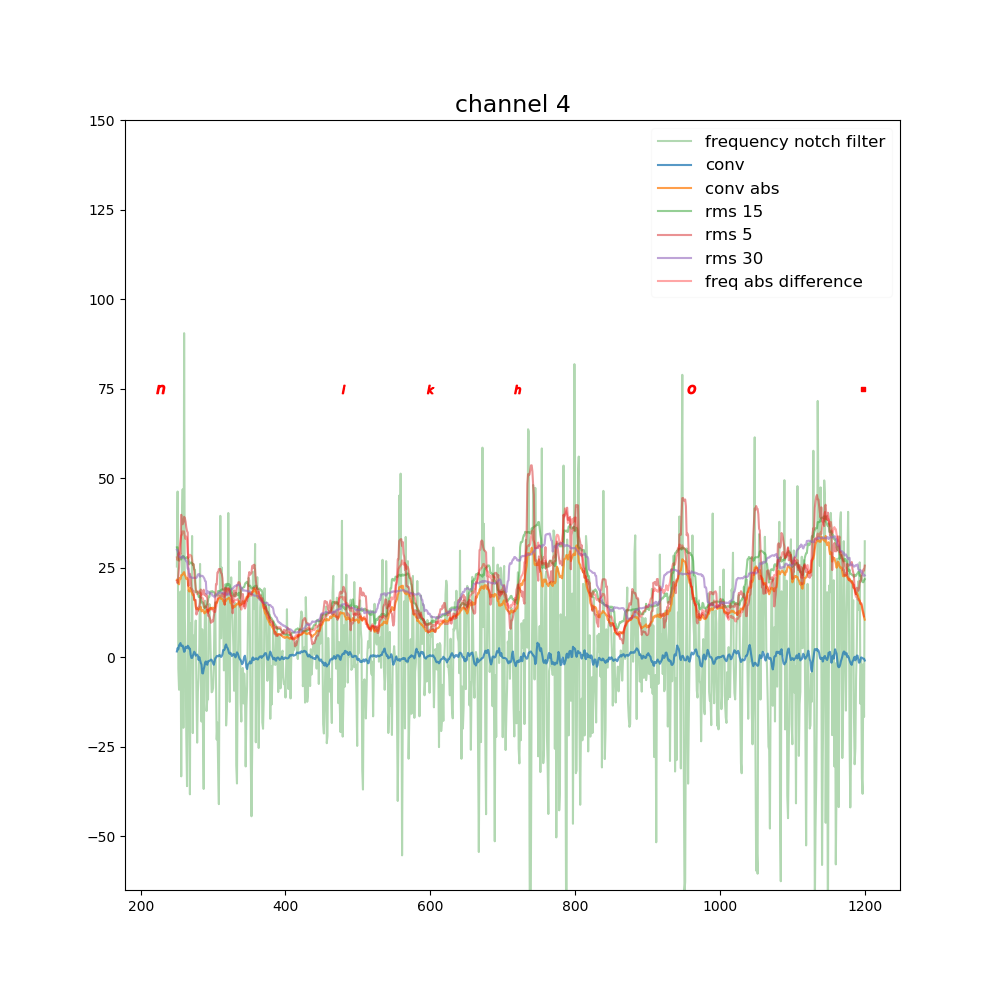 channel 4
150
125
100
75
50
25
0
−25
−50
200 400 600 800 1000 1200
frequency notch filter
conv
conv abs
rms 15
rms 5
rms 30
freq abs difference
n l k h o